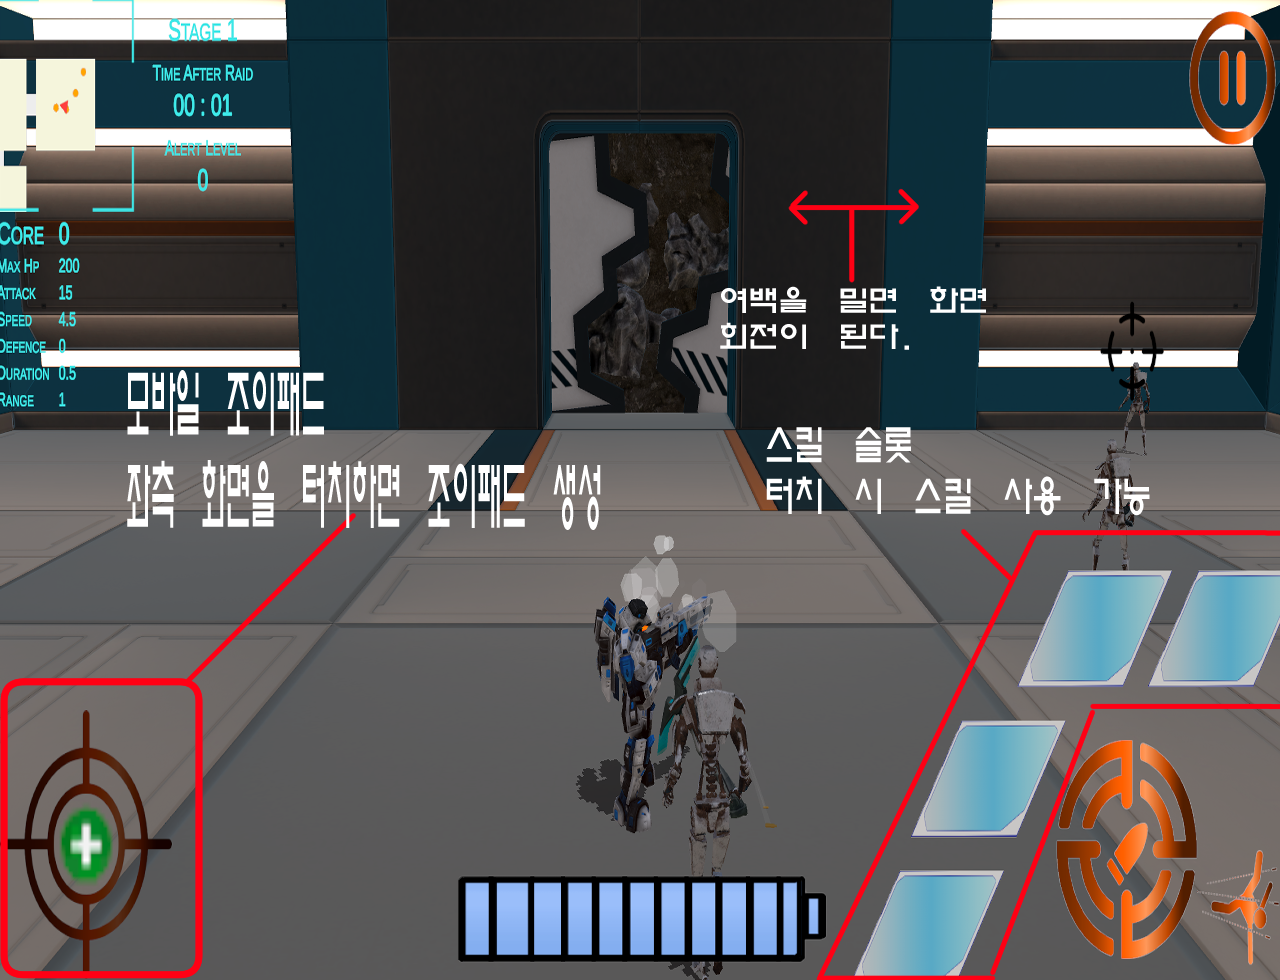 STAGE 1
TIME AFTER RAID
00 : 01
ALERT LEVEL
0
CORE 0
MAX HP 200
ATTACK 15
SPEED 4.5
DEFENCE 0
DURATION 0.5
RANGE 1
여백을 밀면 화면
회전이 된다.
모바일 조이패드
좌측 화면을 터치하면 조이패드 생성
스킬 슬롯
터치 시 스킬 사용 가능